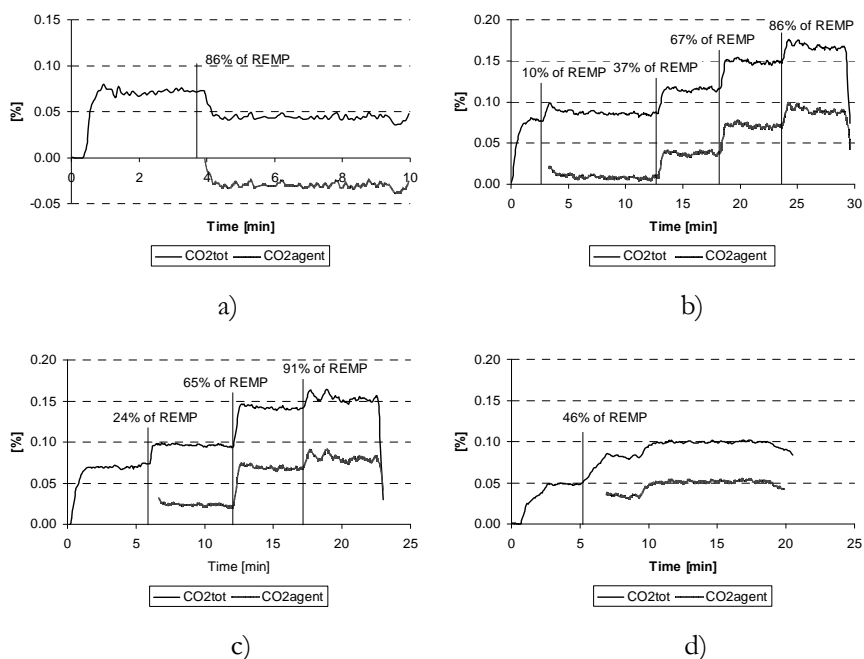 0.15
0.10
0.05
0.00
-0.05
[%]
86% of REMP
0 2 4 6 8 10
Time [min]
CO2tot CO2agent
a)
0.20
0.15
0.10
0.05
0.00
[%]
10% of REMP
37% of REMP
67% of REMP
86% of REMP
0 5 10 15 20 25 30
Time [min]
CO2tot CO2agent
b)
0.20
0.15
0.10
0.05
0.00
[%]
24% of REMP
65% of REMP
91% of REMP
0 5 10 15 20 25
Time [min]
CO2tot CO2agent
c)
0.20
0.15
0.10
0.05
0.00
[%]
46% of REMP
0 5 10 15 20 25
Time [min]
CO2tot CO2agent
d)